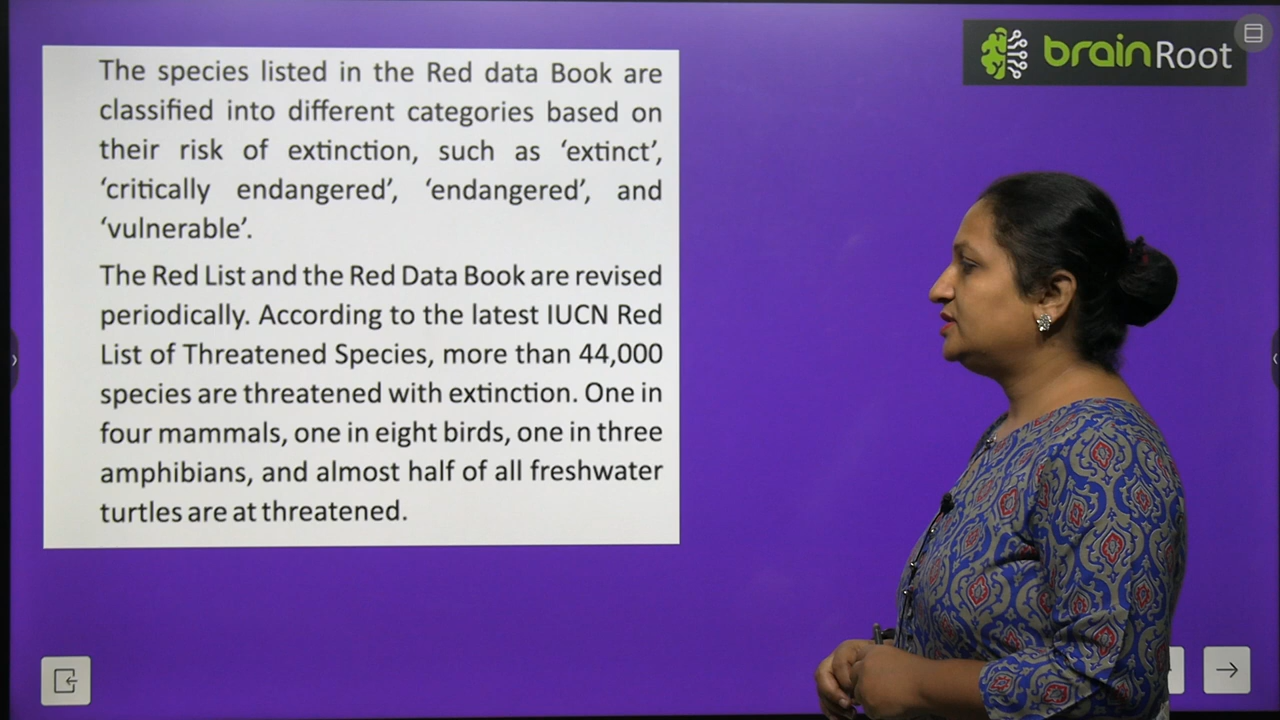 brainRoot
The species listed in the Red data Book are
classified into different categories based on
their risk of extinction, such as ‘extinct’,
‘critically endangered’, ‘endangered’, and
‘vulnerable’.
The Red List and the Red Data Book are revised
periodically. According to the latest IUCN Red
List of Threatened Species, more than 44,000
species are threatened with extinction. One in
four mammals, one in eight birds, one in three
amphibians, and almost half of all freshwater
turtles are at threatened.